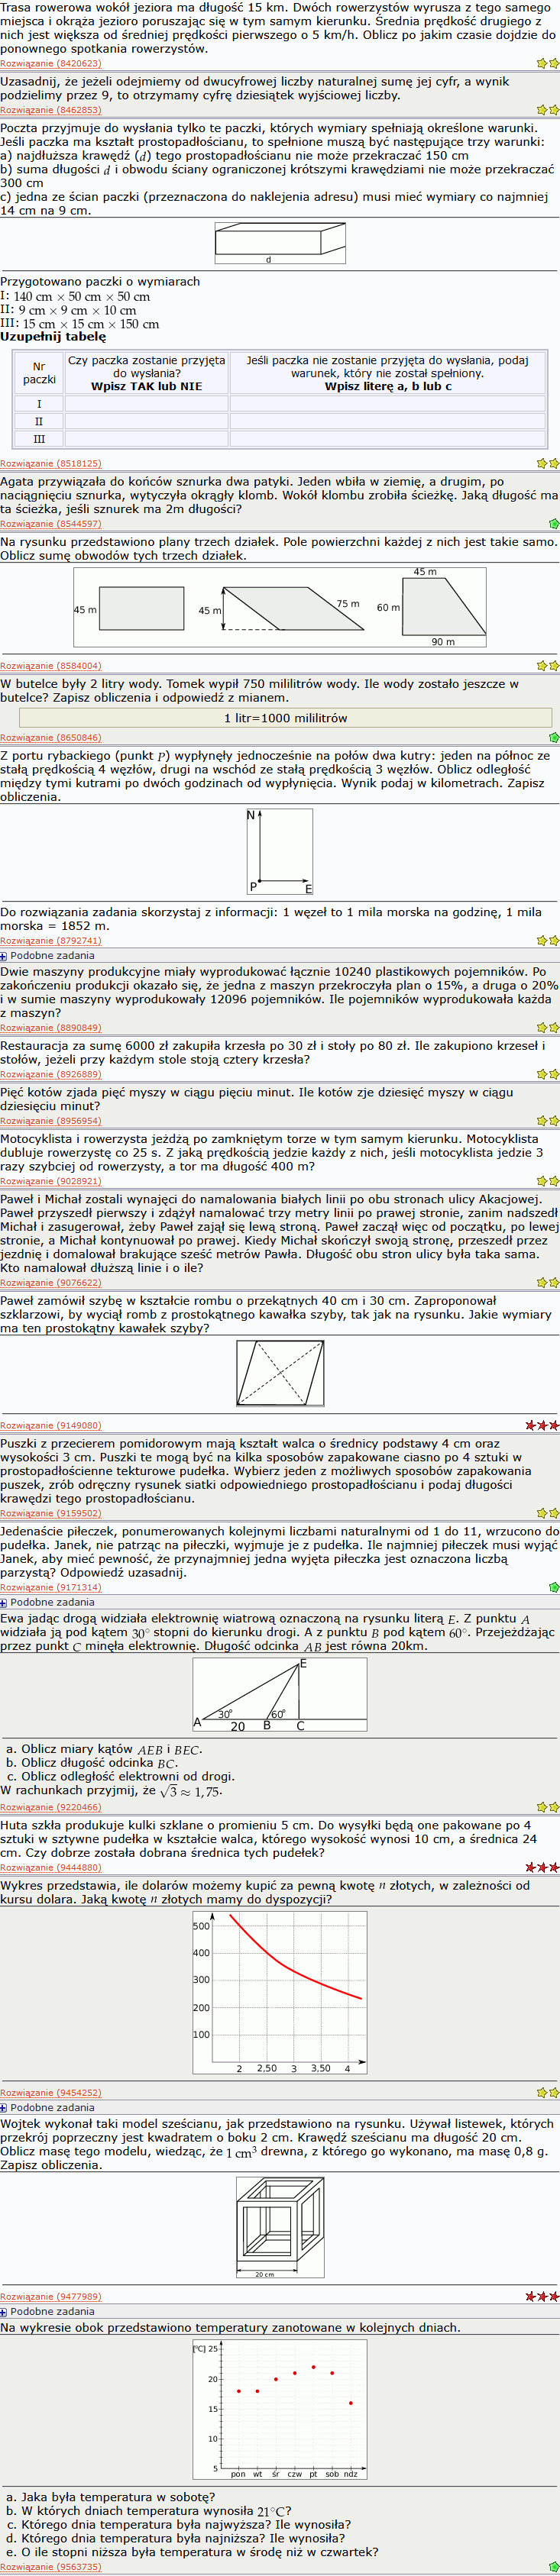 Trasa rowerowa wokół jeziora ma długość 15 km. Dwóch rowerzystów wyrusza z tego samego
miejsca i okrąża jezioro poruszając się w tym samym kierunku. Średnia prędkość drugiego z
nich jest większa od średniej prędkości pierwszego o 5 km/h. Oblicz po jakim czasie dojdzie do
ponownego spotkania rowerzystów.
Rozwiązanie (8420623)
Uzasadnij, że jeżeli odejmiemy od dwucyfrowej liczby naturalnej sumę jej cyfr, a wynik
podzielimy przez 9, to otrzymamy cyfrę dziesiątek wyjściowej liczby.
Rozwiązanie (8462853)
Poczta przyjmuje do wysłania tylko te paczki, których wymiary spełniają określone warunki.
Jeśli paczka ma kształt prostopadłościanu, to spełnione muszą być następujące trzy warunki:
a) najdłuższa krawędź (d) tego prostopadłościanu nie może przekraczać 150 cm
b) suma długości d i obwodu ściany ograniczonej krótszymi krawędziami nie może przekraczać
300 cm
c) jedna ze ścian paczki (przeznaczona do naklejenia adresu) musi mieć wymiary co najmniej
14 cm na 9 cm.
d
Przygotowano paczki o wymiarach
I: 140 cm × 50 cm × 50 cm
II: 9 cm × 9 cm × 10 cm
III: 15 cm × 15 cm × 150 cm
Uzupełnij tabelę
Nr paczki
Czy paczka zostanie przyjęta do wysłania? Wpisz TAK lub NIE
Jeśli paczka nie zostanie przyjęta do wysłania, podaj warunek, który nie został spełniony. Wpisz literę a, b lub c
I
II
III
Rozwiązanie (8518125)
Agata przywiązała do końców sznurka dwa patyki. Jeden wbiła w ziemię, a drugim, po
naciągnięciu sznurka, wytyczyła okrągły klomb. Wokół klombu zrobiła ścieżkę. Jaką długość ma
ta ścieżka, jeśli sznurek ma 2m długości?
Rozwiązanie (8544597)
Na rysunku przedstawiono plany trzech działek. Pole powierzchni każdej z nich jest takie samo.
Oblicz sumę obwodów tych trzech działek.
45 m
45 m
75 m
45 m
60 m
90 m
Rozwiązanie (8584004)
W butelce były 2 litry wody. Tomek wypił 750 mililitrów wody. Ile wody zostało jeszcze w
butelce? Zapisz obliczenia i odpowiedź z mianem.
1 litr=1000 mililitrów
Rozwiązanie (8650846)
Z portu rybackiego (punkt P) wypłynęły jednocześnie na połów dwa kutry: jeden na północ ze
stałą prędkością 4 węzłów, drugi na wschód ze stałą prędkością 3 węzłów. Oblicz odległość
między tymi kutrami po dwóch godzinach od wypłynięcia. Wynik podaj w kilometrach. Zapisz
obliczenia.
N
P
E
Do rozwiązania zadania skorzystaj z informacji: 1 węzeł to 1 mila morska na godzinę, 1 mila
morska = 1852 m.
Rozwiązanie (8792741)
Podobne zadania
Dwie maszyny produkcyjne miały wyprodukować łącznie 10240 plastikowych pojemników. Po
zakończeniu produkcji okazało się, że jedna z maszyn przekroczyła plan o 15%, a druga o 20%
i w sumie maszyny wyprodukowały 12096 pojemników. Ile pojemników wyprodukowała każda
z maszyn?
Rozwiązanie (8890849)
Restauracja za sumę 6000 zł zakupiła krzesła po 30 zł i stoły po 80 zł. Ile zakupiono krzeseł i
stołów, jeżeli przy każdym stole stoją cztery krzesła?
Rozwiązanie (8926889)
Pięć kotów zjada pięć myszy w ciągu pięciu minut. Ile kotów zje dziesięć myszy w ciągu
dziesięciu minut?
Rozwiązanie (8956954)
Motocyklista i rowerzysta jeżdżą po zamkniętym torze w tym samym kierunku. Motocyklista
dubluje rowerzystę co 25 s. Z jaką prędkością jedzie każdy z nich, jeśli motocyklista jedzie 3
razy szybciej od rowerzysty, a tor ma długość 400 m?
Rozwiązanie (9028921)
Paweł i Michał zostali wynajęci do namalowania białych linii po obu stronach ulicy Akacjowej.
Paweł przyszedł pierwszy i zdążył namalować trzy metry linii po prawej stronie, zanim nadszedł
Michał i zasugerował, żeby Paweł zajął się lewą stroną. Paweł zaczął więc od początku, po lewej
stronie, a Michał kontynuował po prawej. Kiedy Michał skończył swoją stronę, przeszedł przez
jezdnię i domalował brakujące sześć metrów Pawła. Długość obu stron ulicy była taka sama.
Kto namalował dłuższą linie i o ile?
Rozwiązanie (9076622)
Paweł zamówił szybę w kształcie rombu o przekątnych 40 cm i 30 cm. Zaproponował
szklarzowi, by wyciął romb z prostokątnego kawałka szyby, tak jak na rysunku. Jakie wymiary
ma ten prostokątny kawałek szyby?
Rozwiązanie (9149080)
Puszki z przecierem pomidorowym mają kształt walca o średnicy podstawy 4 cm oraz
wysokości 3 cm. Puszki te mogą być na kilka sposobów zapakowane ciasno po 4 sztuki w
prostopadłościenne tekturowe pudełka. Wybierz jeden z możliwych sposobów zapakowania
puszek, zrób odręczny rysunek siatki odpowiedniego prostopadłościanu i podaj długości
krawędzi tego prostopadłościanu.
Rozwiązanie (9159502)
Jedenaście piłeczek, ponumerowanych kolejnymi liczbami naturalnymi od 1 do 11, wrzucono do
pudełka. Janek, nie patrząc na piłeczki, wyjmuje je z pudełka. Ile najmniej piłeczek musi wyjąć
Janek, aby mieć pewność, że przynajmniej jedna wyjęta piłeczka jest oznaczona liczbą
parzystą? Odpowiedź uzasadnij.
Rozwiązanie (9171314)
Podobne zadania
Ewa jadąc drogą widziała elektrownię wiatrową oznaczoną na rysunku literą E. Z punktu A
widziała ją pod kątem 30° stopni do kierunku drogi. A z punktu B pod kątem 60°. Przejeżdżając
przez punkt C minęła elektrownię. Długość odcinka AB jest równa 20km.
E
30°
60°
A
20
B
C
a. Oblicz miary kątów AEB i BEC.
b. Oblicz długość odcinka BC.
c. Oblicz odległość elektrowni od drogi.
W rachunkach przyjmij, że √3 ≈ 1,75.
Rozwiązanie (9220466)
Huta szkła produkuje kulki szklane o promieniu 5 cm. Do wysyłki będą one pakowane po 4
sztuki w sztywne pudełka w kształcie walca, którego wysokość wynosi 10 cm, a średnica 24
cm. Czy dobrze została dobrana średnica tych pudełek?
Rozwiązanie (9444880)
Wykres przedstawia, ile dolarów możemy kupić za pewną kwotę n złotych, w zależności od
kursu dolara. Jaką kwotę n złotych mamy do dyspozycji?
500
400
300
200
100
2 2,50 3 3,50 4
Rozwiązanie (9454252)
Podobne zadania
Wojtek wykonał taki model sześcianu, jak przedstawiono na rysunku. Używał listewek, których
przekrój poprzeczny jest kwadratem o boku 2 cm. Krawędź sześcianu ma długość 20 cm.
Oblicz masę tego modelu, wiedząc, że 1 cm³ drewna, z którego go wykonano, ma masę 0,8 g.
Zapisz obliczenia.
20 cm
Rozwiązanie (9477989)
Podobne zadania
Na wykresie obok przedstawiono temperatury zanotowane w kolejnych dniach.
[°C] 25
20
15
10
5
pon wt śr czw pt sob ndz
a. Jaka była temperatura w sobotę?
b. W których dniach temperatura wynosiła 21°C?
c. Którego dnia temperatura była najwyższa? Ile wynosiła?
d. Którego dnia temperatura była najniższa? Ile wynosiła?
e. O ile stopni niższa była temperatura w środę niż w czwartek?
Rozwiązanie (9563735)